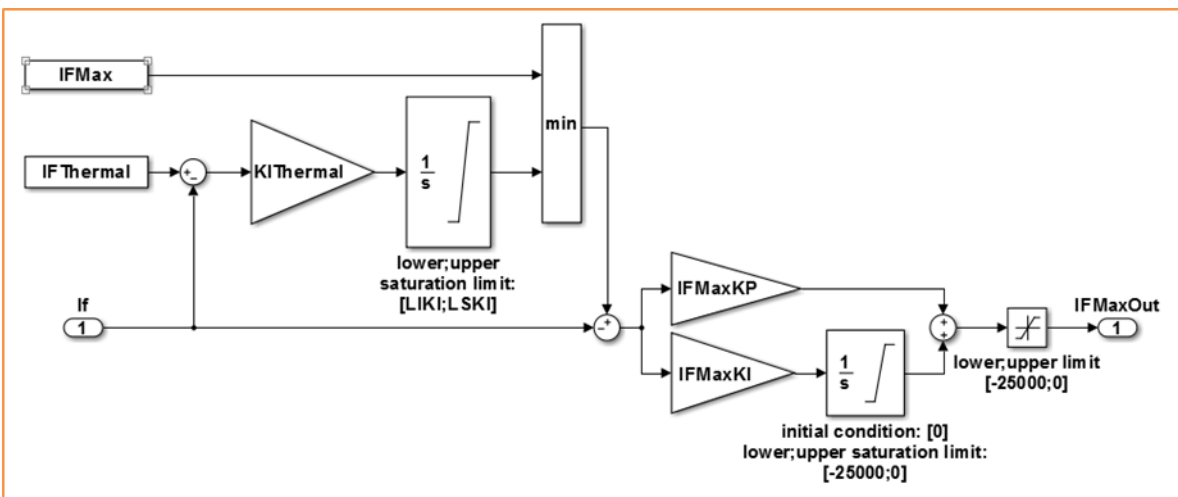 IFMax
min
IFThermal
+
−
KIThermal
1
s
lower;upper
saturation limit:
[LIKI;LSKI]
If
1
−
+
IFMaxKP
IFMaxKI
1
s
initial condition: [0]
lower;upper saturation limit:
[-25000;0]
+
+
lower;upper limit
[-25000;0]
IFMaxOut
1